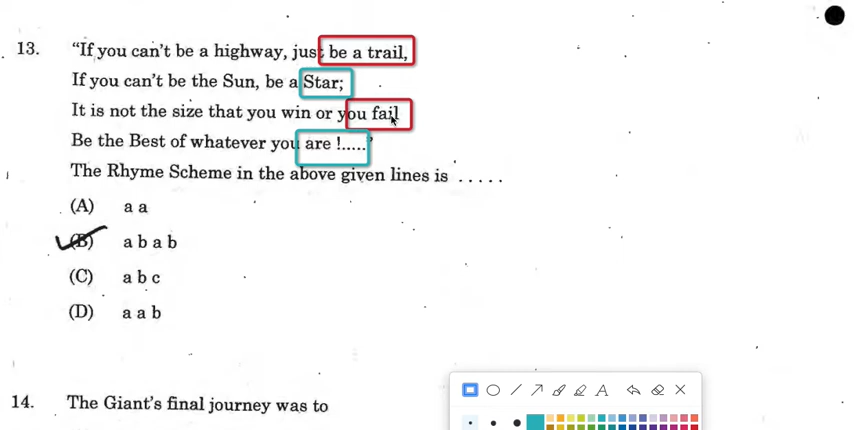 13. "If you can't be a highway, just be a trail,
If you can't be the Sun, be a Star;
It is not the size that you win or you fail
Be the Best of whatever you are !....."
The Rhyme Scheme in the above given lines is . . . . .
(A) a a
(B) a b a b
(C) a b c
(D) a a b
14. The Giant's final journey was to